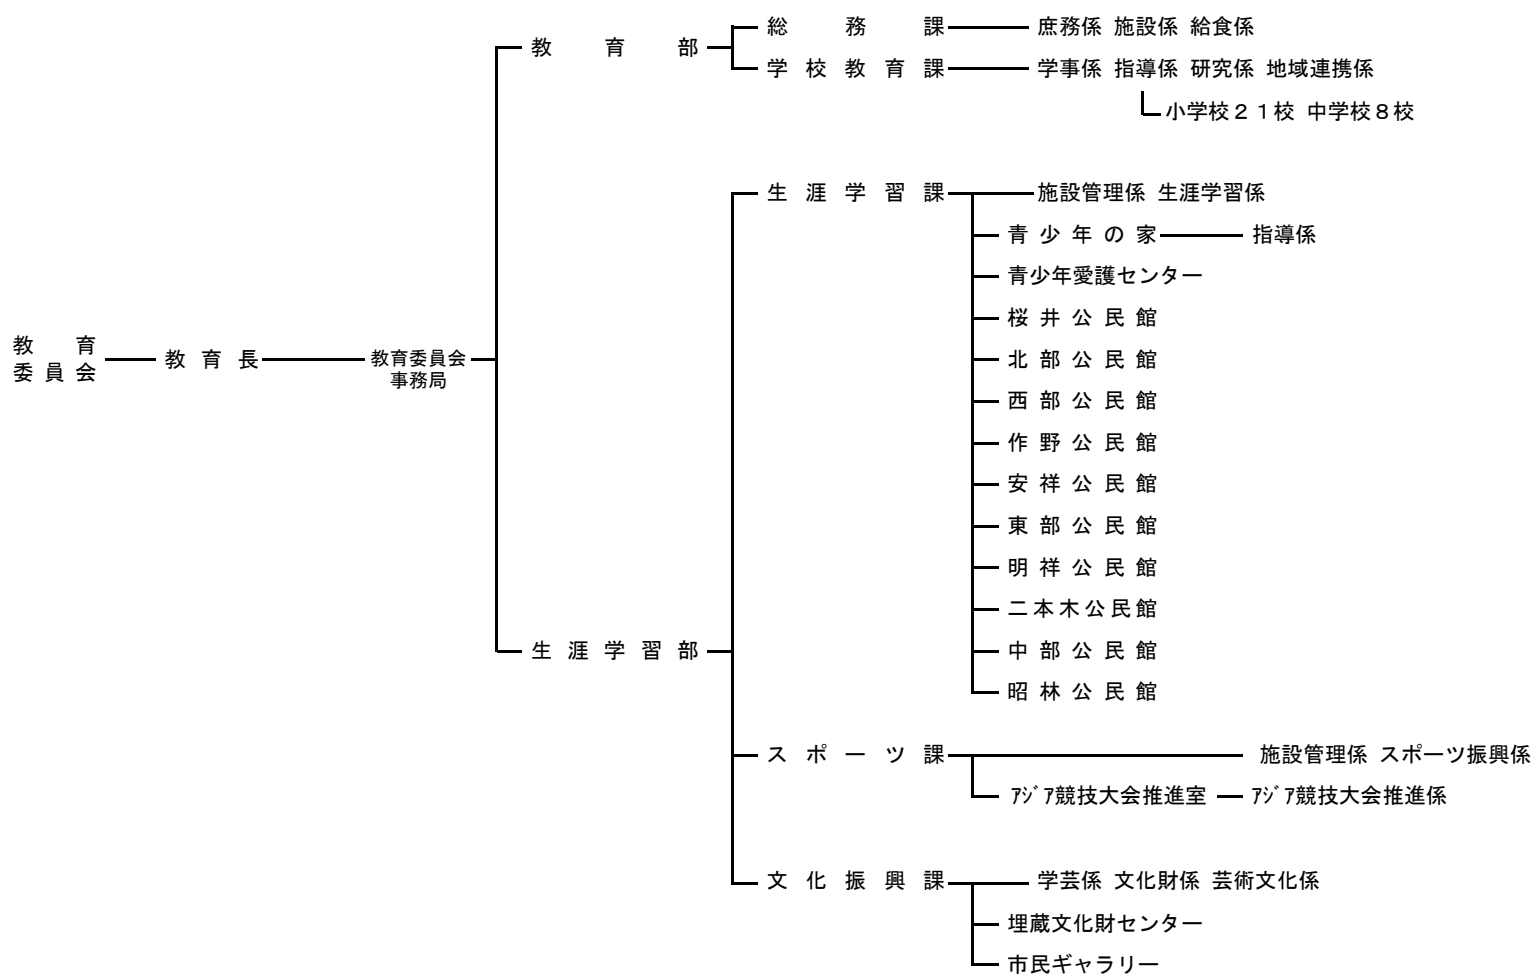 総務課 庶務係 施設係 給食係
教育部
学校教育課 学事係 指導係 研究係 地域連携係
小学校２１校 中学校８校
生涯学習課 施設管理係 生涯学習係
青少年の家 指導係
青少年愛護センター
桜井公民館
教育
委員会
教育長
教育委員会
事務局
北部公民館
西部公民館
作野公民館
安祥公民館
東部公民館
明祥公民館
二本木公民館
生涯学習部
中部公民館
昭林公民館
スポーツ課 施設管理係 スポーツ振興係
ｱｼﾞｱ競技大会推進室 ｱｼﾞｱ競技大会推進係
文化振興課 学芸係 文化財係 芸術文化係
埋蔵文化財センター
市民ギャラリー